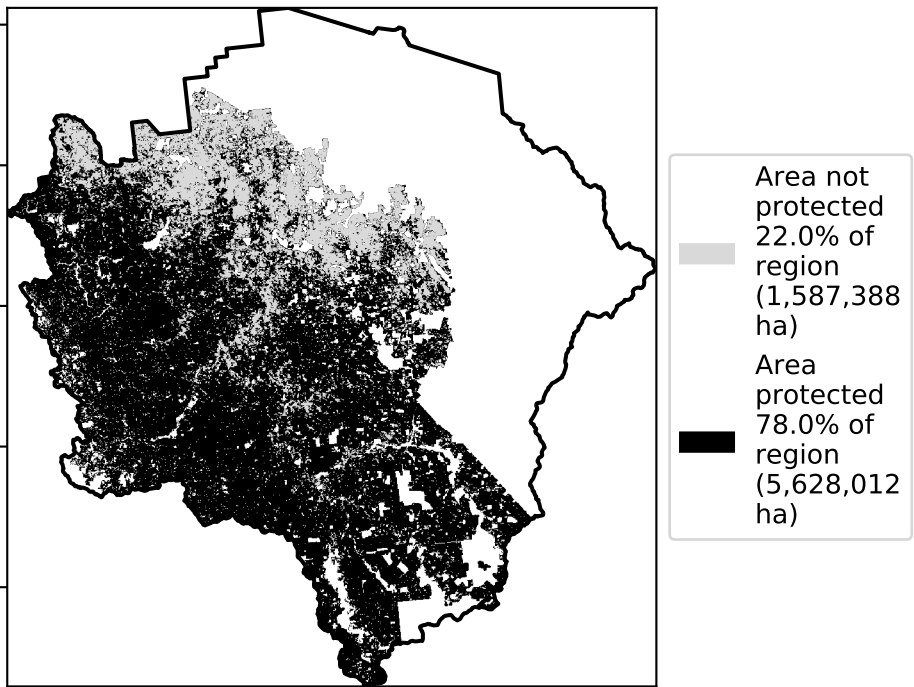 Area not
protected
22.0% of
region
(1,587,388
ha)
Area
protected
78.0% of
region
(5,628,012
ha)